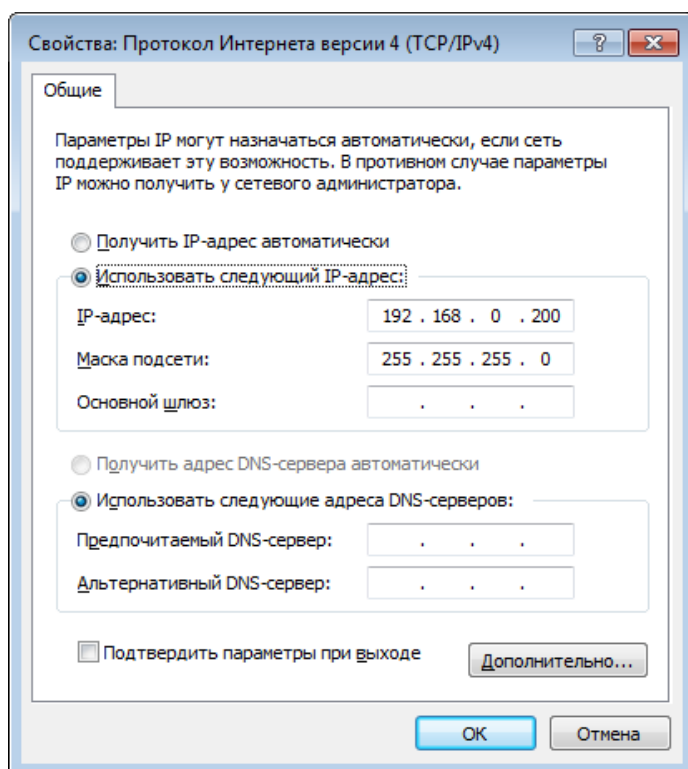 Свойства: Протокол Интернета версии 4 (TCP/IPv4)
?
Общие
Параметры IP могут назначаться автоматически, если сеть
поддерживает эту возможность. В противном случае параметры
IP можно получить у сетевого администратора.
Получить IP-адрес автоматически
Использовать следующий IP-адрес:
IP-адрес: 192 . 168 . 0 . 200
Маска подсети: 255 . 255 . 255 . 0
Основной шлюз: . . .
Получить адрес DNS-сервера автоматически
Использовать следующие адреса DNS-серверов:
Предпочитаемый DNS-сервер: . . .
Альтернативный DNS-сервер: . . .
Подтвердить параметры при выходе
Дополнительно...
OK Отмена